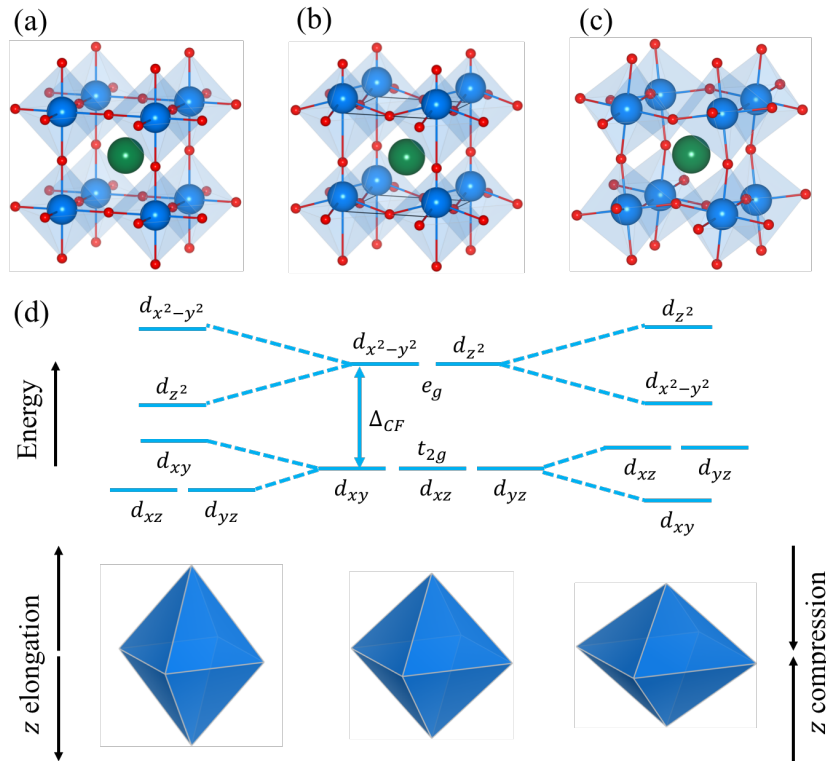 (a)
(b)
(c)
(d)
Energy
d_{x²−y²}
d_{z²}
d_{xy}
d_{xz} d_{yz}
d_{x²−y²} d_{z²}
e_g
Δ_{CF}
t_{2g}
d_{xy} d_{xz} d_{yz}
d_{z²}
d_{x²−y²}
d_{xz} d_{yz}
d_{xy}
z elongation
z compression